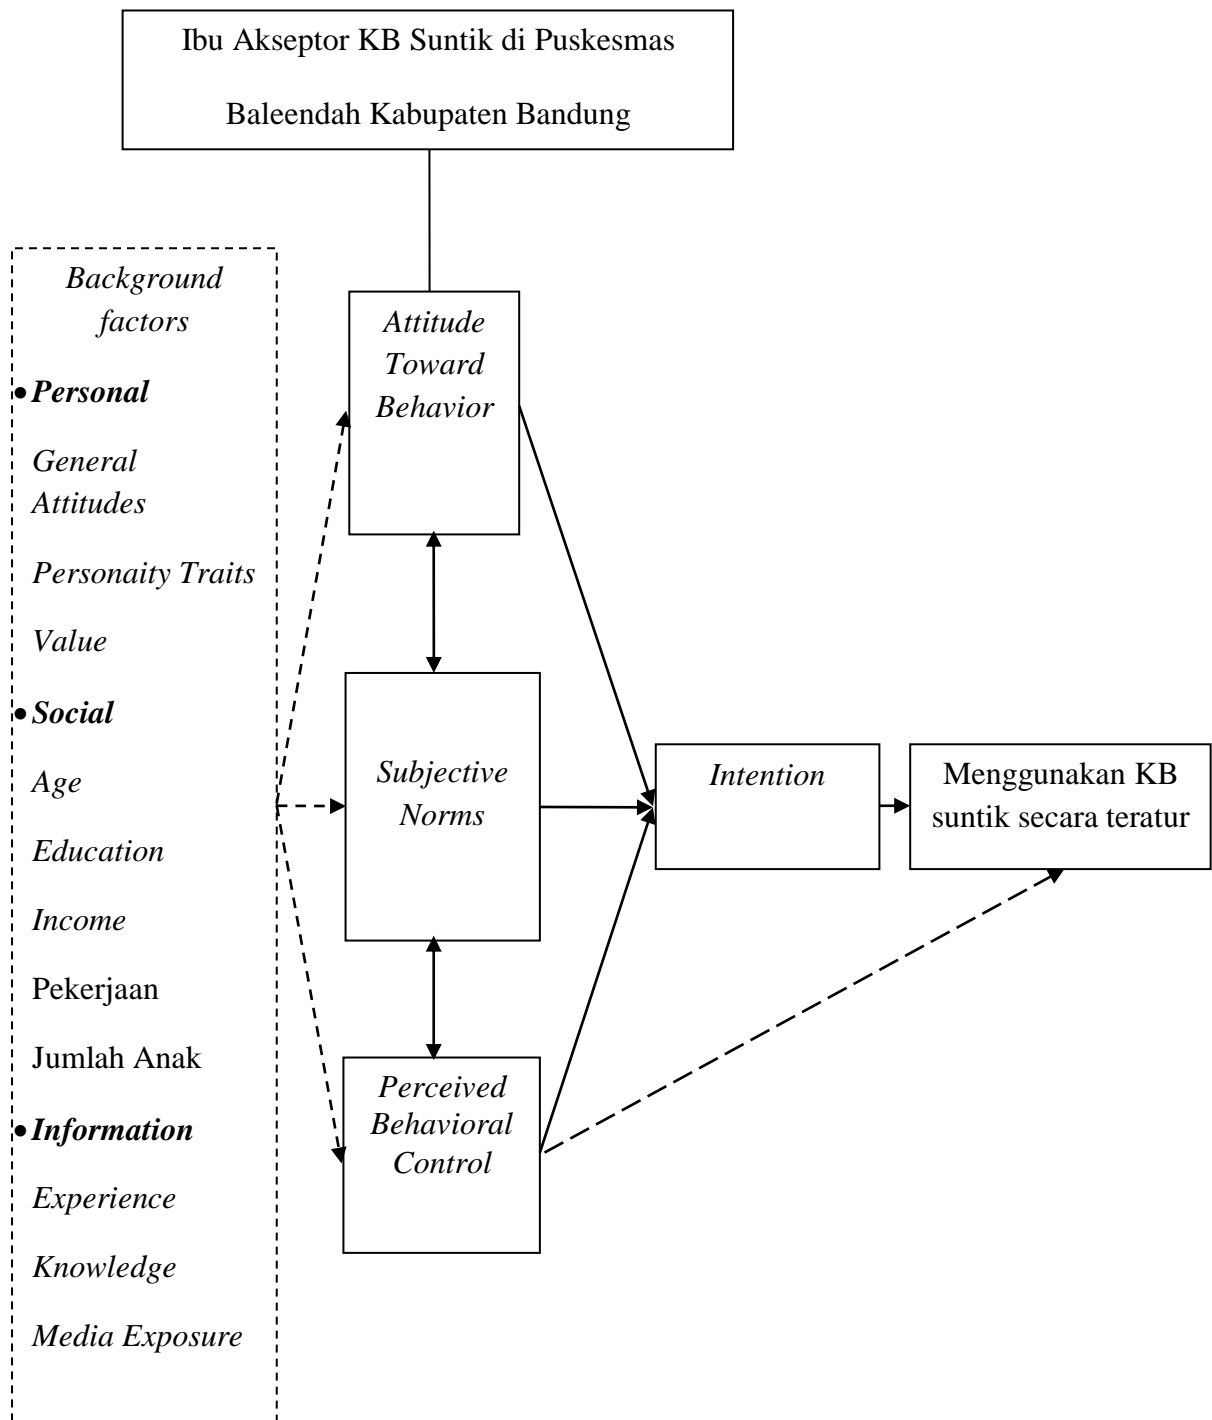 Ibu Akseptor KB Suntik di Puskesmas
Baleendah Kabupaten Bandung
Background
factors
• Personal
General
Attitudes
Personaity Traits
Value
• Social
Age
Education
Income
Pekerjaan
Jumlah Anak
• Information
Experience
Knowledge
Media Exposure
Attitude
Toward
Behavior
Subjective
Norms
Perceived
Behavioral
Control
Intention
Menggunakan KB
suntik secara teratur